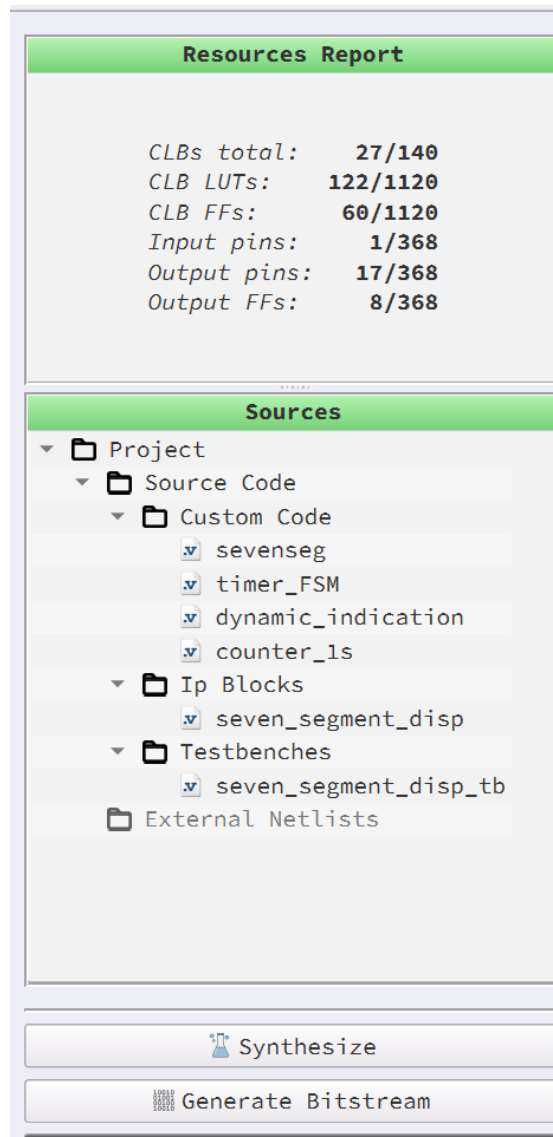 Resources Report
CLBs total: 27/140
CLB LUTs: 122/1120
CLB FFs: 60/1120
Input pins: 1/368
Output pins: 17/368
Output FFs: 8/368
Sources
Project
Source Code
Custom Code
sevenseg
timer_FSM
dynamic_indication
counter_1s
Ip Blocks
seven_segment_disp
Testbenches
seven_segment_disp_tb
External Netlists
Synthesize
Generate Bitstream